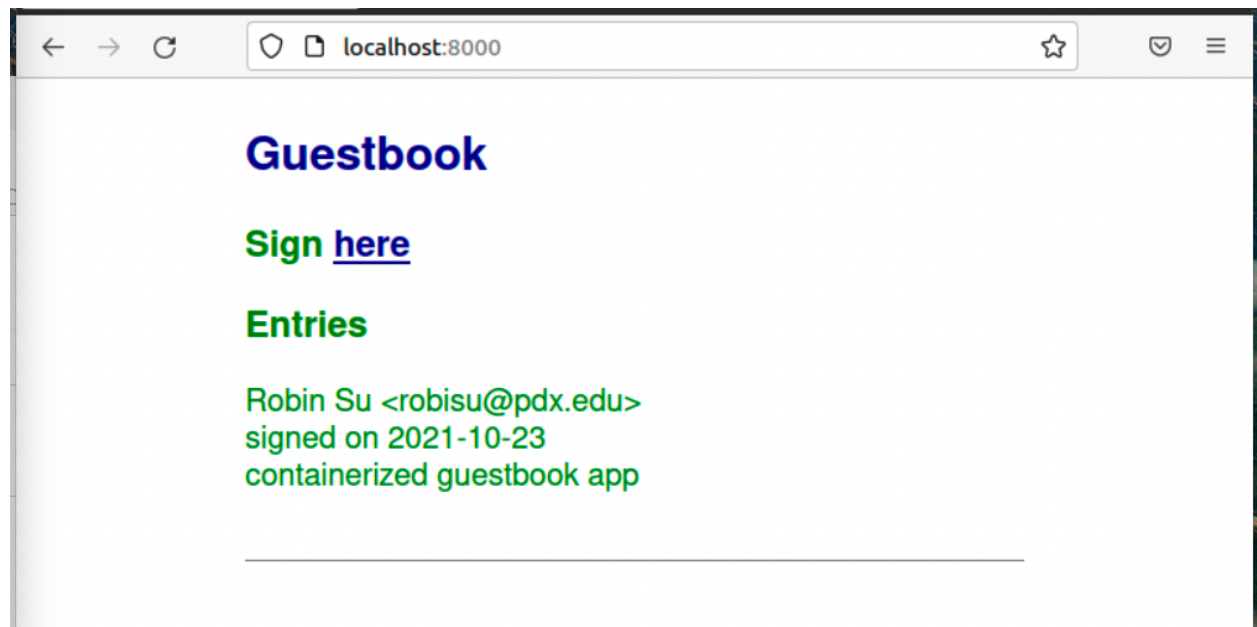 localhost:8000
Guestbook
Sign here
Entries
Robin Su <robisu@pdx.edu>
signed on 2021-10-23
containerized guestbook app